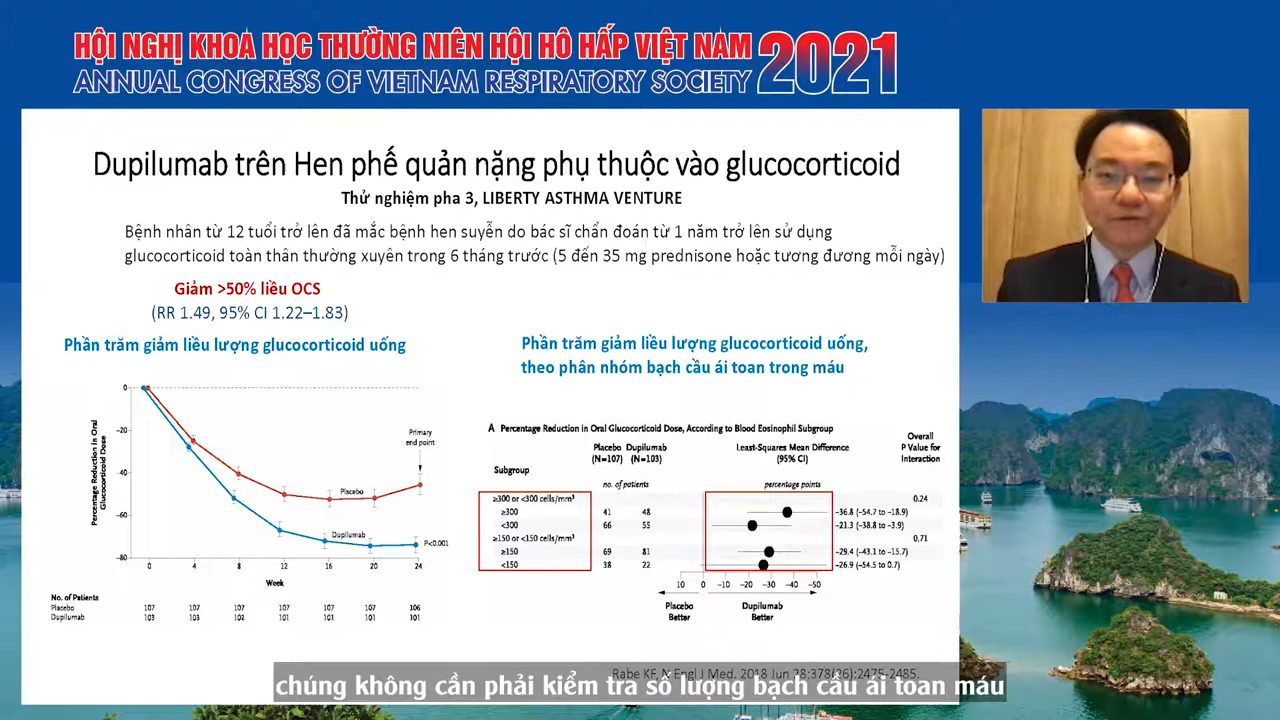 HỘI NGHỊ KHOA HỌC THƯỜNG NIÊN HỘI HÔ HẤP VIỆT NAM 2021
ANNUAL CONGRESS OF VIETNAM RESPIRATORY SOCIETY
Dupilumab trên Hen phế quản nặng phụ thuộc vào glucocorticoid
Thử nghiệm pha 3, LIBERTY ASTHMA VENTURE
Bệnh nhân từ 12 tuổi trở lên đã mắc bệnh hen suyễn do bác sĩ chẩn đoán từ 1 năm trở lên sử dụng
glucocorticoid toàn thân thường xuyên trong 6 tháng trước (5 đến 35 mg prednisone hoặc tương đương mỗi ngày)
Giảm >50% liều OCS
(RR 1.49, 95% CI 1.22–1.83)
Phần trăm giảm liều lượng glucocorticoid uống
Percentage Reduction in Oral
Glucocorticoid Dose
0
-20
-40
-60
-80
Primary
end point
Placebo
Dupilumab
P<0.001
0 4 8 12 16 20 24
Week
No. of Patients
Placebo 107 107 107 107 107 107 106
Dupilumab 103 103 102 101 101 101 101
Phần trăm giảm liều lượng glucocorticoid uống,
theo phân nhóm bạch cầu ái toan trong máu
A Percentage Reduction in Oral Glucocorticoid Dose, According to Blood Eosinophil Subgroup
Subgroup
Placebo Dupilumab
(N=107) (N=103)
Least-Squares Mean Difference
(95% CI)
Overall
P Value for
Interaction
no. of patients
percentage points
≥300 or <300 cells/mm³ 0.24
≥300 41 48 −36.8 (−54.7 to −18.9)
<300 66 55 −21.3 (−38.8 to −3.9)
≥150 or <150 cells/mm³ 0.71
≥150 69 81 −29.4 (−43.1 to −15.7)
<150 38 22 −26.9 (−54.5 to 0.7)
10 0 −10 −20 −30 −40 −50
Placebo
Better
Dupilumab
Better
Rabe KF, N Engl J Med. 2018 Jun 28;378(26):2475-2485.
chúng không cần phải kiểm tra số lượng bạch cầu ái toan máu